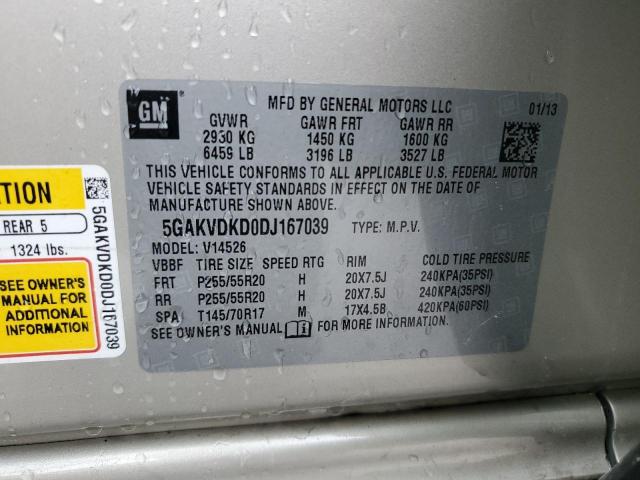 GM
MFD BY GENERAL MOTORS LLC 01/13
GVWR GAWR FRT GAWR RR
2930 KG 1450 KG 1600 KG
6459 LB 3196 LB 3527 LB
THIS VEHICLE CONFORMS TO ALL APPLICABLE U.S. FEDERAL MOTOR
VEHICLE SAFETY STANDARDS IN EFFECT ON THE DATE OF
MANUFACTURE SHOWN ABOVE.
5GAKVDKD0DJ167039 TYPE: M.P.V.
MODEL: V14526
VBBF TIRE SIZE SPEED RTG RIM COLD TIRE PRESSURE
FRT P255/55R20 H 20X7.5J 240KPA(35PSI)
RR P255/55R20 H 20X7.5J 240KPA(35PSI)
SPA T145/70R17 M 17X4.5B 420KPA(60PSI)
SEE OWNER'S MANUAL FOR ADDITIONAL INFORMATION
REAR 5
1324 lbs.
SEE OWNER'S
MANUAL FOR
ADDITIONAL
INFORMATION
5GAKVDKD0DJ167039